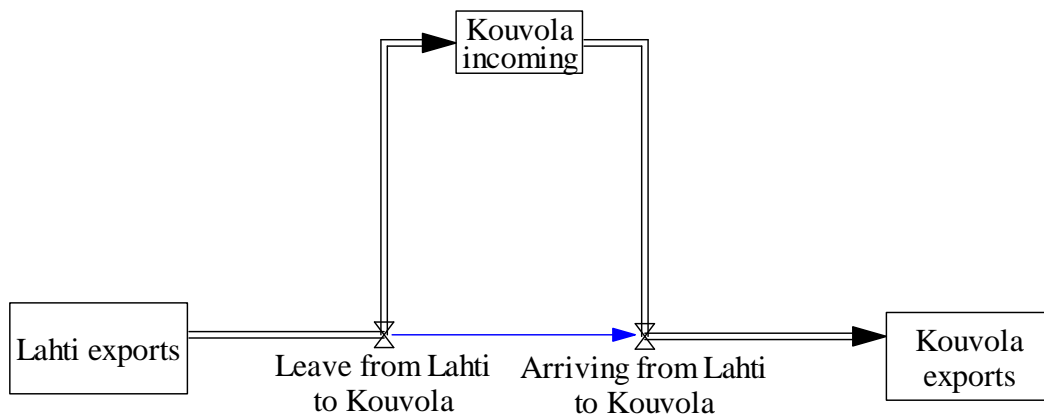 Kouvola
incoming
Lahti exports
Leave from Lahti
to Kouvola
Arriving from Lahti
to Kouvola
Kouvola
exports